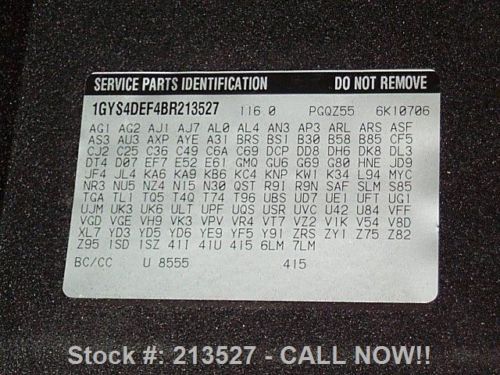 SERVICE PARTS IDENTIFICATION DO NOT REMOVE
1GYS4DEF4BR213527 116 0 PGQZ55 6K10706
AG1 AG2 AJ1 AJ7 AL0 AL4 AN3 AP3 ARL ARS ASF
AS3 AU3 AXP AYE A31 BRS BS1 B30 B58 B85 CF5
CJ2 C25 C36 C49 C6A C69 DCP DD8 DH6 DK8 DL3
DT4 D07 EF7 E52 E61 GMQ GU6 G69 G80 HNE JD9
JF4 JL4 KA6 KA9 KB6 KC4 KNP KW1 K34 L94 MYC
NR3 NU5 NZ4 N15 N30 QST R9I R9N SAF SLM S85
TGA TL1 TQ5 T4Q T74 T96 UBS UD7 UE1 UFT UG1
UJM UK3 UK6 ULT UPF UQS USR UVC U42 U84 VFF
VGD VGE VH9 VK3 VPV VR4 VT7 VZ2 V1K V54 V8D
XL7 YD3 YD5 YD6 YF5 Y91 ZRS ZY1 Z75 Z82
Z95 1SD 1SZ 41I 41U 415 6LM 7LM
BC/CC U 8555 415
Stock #: 213527 - CALL NOW!!